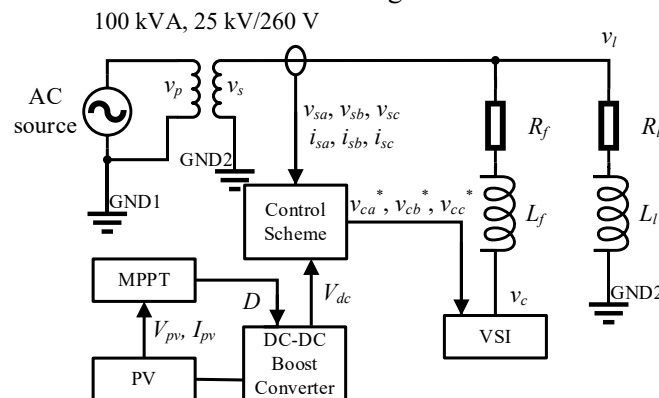 100 kVA, 25 kV/260 V
v_l
AC
source
v_p
v_s
v_sa, v_sb, v_sc
i_sa, i_sb, i_sc
R_f
GND2
GND1
Control
Scheme
v_ca*, v_cb*, v_cc*
L_f
L_l
MPPT
D
V_dc
v_c
GND2
V_pv, I_pv
DC-DC
Boost
Converter
VSI
PV